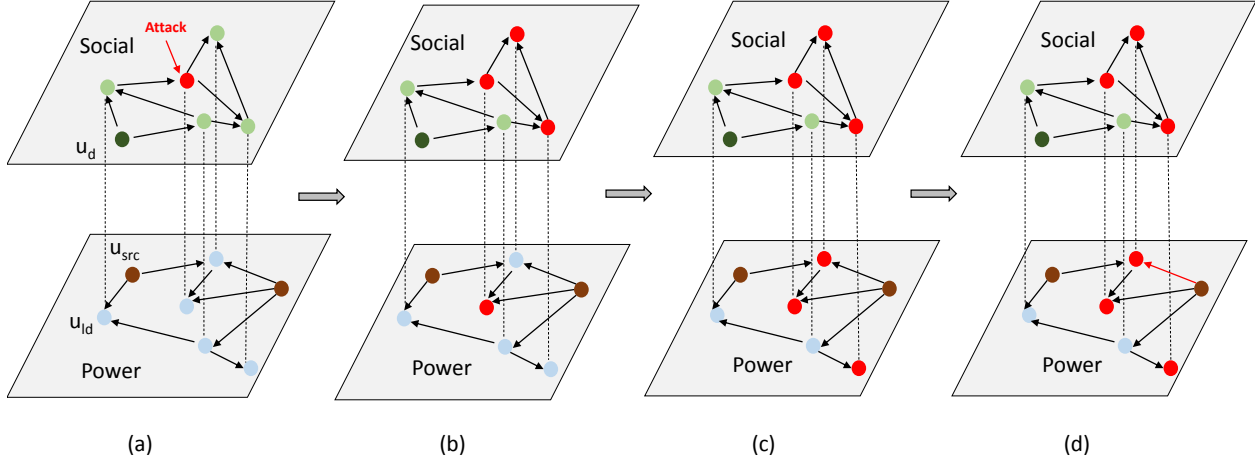 Attack
Social
u_d
u_src
u_ld
Power
(a)
Social
Power
(b)
Social
Power
(c)
Social
Power
(d)